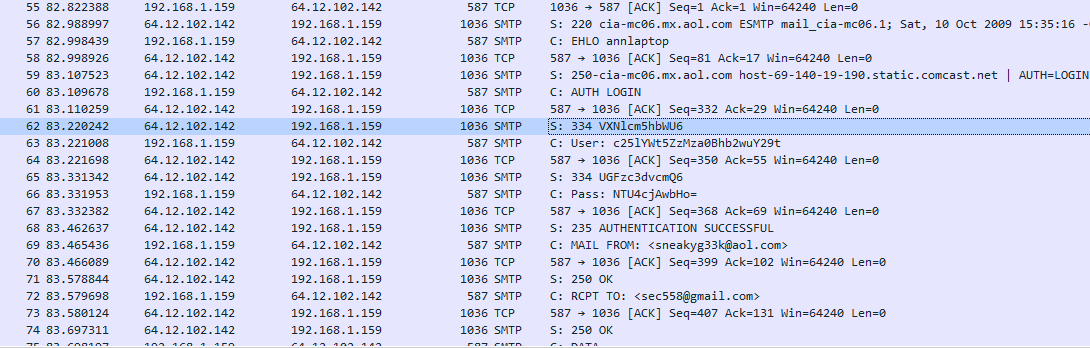 55 82.822388 192.168.1.159 64.12.102.142 587 TCP 1036 → 587 [ACK] Seq=1 Ack=1 Win=64240 Len=0
56 82.988997 64.12.102.142 192.168.1.159 1036 SMTP S: 220 cia-mc06.mx.aol.com ESMTP mail_cia-mc06.1; Sat, 10 Oct 2009 15:35:16 -
57 82.998439 192.168.1.159 64.12.102.142 587 SMTP C: EHLO annlaptop
58 82.998926 64.12.102.142 192.168.1.159 1036 TCP 587 → 1036 [ACK] Seq=81 Ack=17 Win=64240 Len=0
59 83.107523 64.12.102.142 192.168.1.159 1036 SMTP S: 250-cia-mc06.mx.aol.com host-69-140-19-190.static.comcast.net | AUTH=LOGIN
60 83.109678 192.168.1.159 64.12.102.142 587 SMTP C: AUTH LOGIN
61 83.110259 64.12.102.142 192.168.1.159 1036 TCP 587 → 1036 [ACK] Seq=332 Ack=29 Win=64240 Len=0
62 83.220242 64.12.102.142 192.168.1.159 1036 SMTP S: 334 VXNlcm5hbWU6
63 83.221008 192.168.1.159 64.12.102.142 587 SMTP C: User: c25lYWt5ZzMza0Bhb2wuY29t
64 83.221698 64.12.102.142 192.168.1.159 1036 TCP 587 → 1036 [ACK] Seq=350 Ack=55 Win=64240 Len=0
65 83.331342 64.12.102.142 192.168.1.159 1036 SMTP S: 334 UGFzc3dvcmQ6
66 83.331953 192.168.1.159 64.12.102.142 587 SMTP C: Pass: NTU4cjAwbHo=
67 83.332382 64.12.102.142 192.168.1.159 1036 TCP 587 → 1036 [ACK] Seq=368 Ack=69 Win=64240 Len=0
68 83.462637 64.12.102.142 192.168.1.159 1036 SMTP S: 235 AUTHENTICATION SUCCESSFUL
69 83.465436 192.168.1.159 64.12.102.142 587 SMTP C: MAIL FROM: <sneakyg33k@aol.com>
70 83.466089 64.12.102.142 192.168.1.159 1036 TCP 587 → 1036 [ACK] Seq=399 Ack=102 Win=64240 Len=0
71 83.578844 64.12.102.142 192.168.1.159 1036 SMTP S: 250 OK
72 83.579698 192.168.1.159 64.12.102.142 587 SMTP C: RCPT TO: <sec558@gmail.com>
73 83.580124 64.12.102.142 192.168.1.159 1036 TCP 587 → 1036 [ACK] Seq=407 Ack=131 Win=64240 Len=0
74 83.697311 64.12.102.142 192.168.1.159 1036 SMTP S: 250 OK